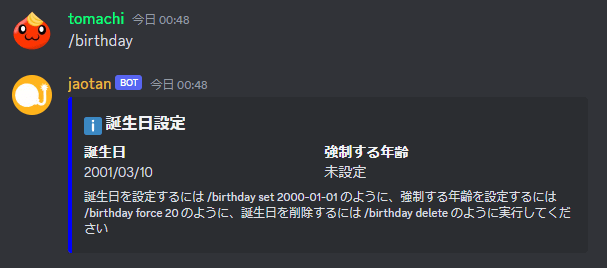 tomachi 今日 00:48
/birthday
jaotan BOT 今日 00:48
i 誕生日設定
誕生日 強制する年齢
2001/03/10 未設定
誕生日を設定するには /birthday set 2000-01-01 のように、強制する年齢を設定するには
/birthday force 20 のように、誕生日を削除するには /birthday delete のように実行してくだ
さい